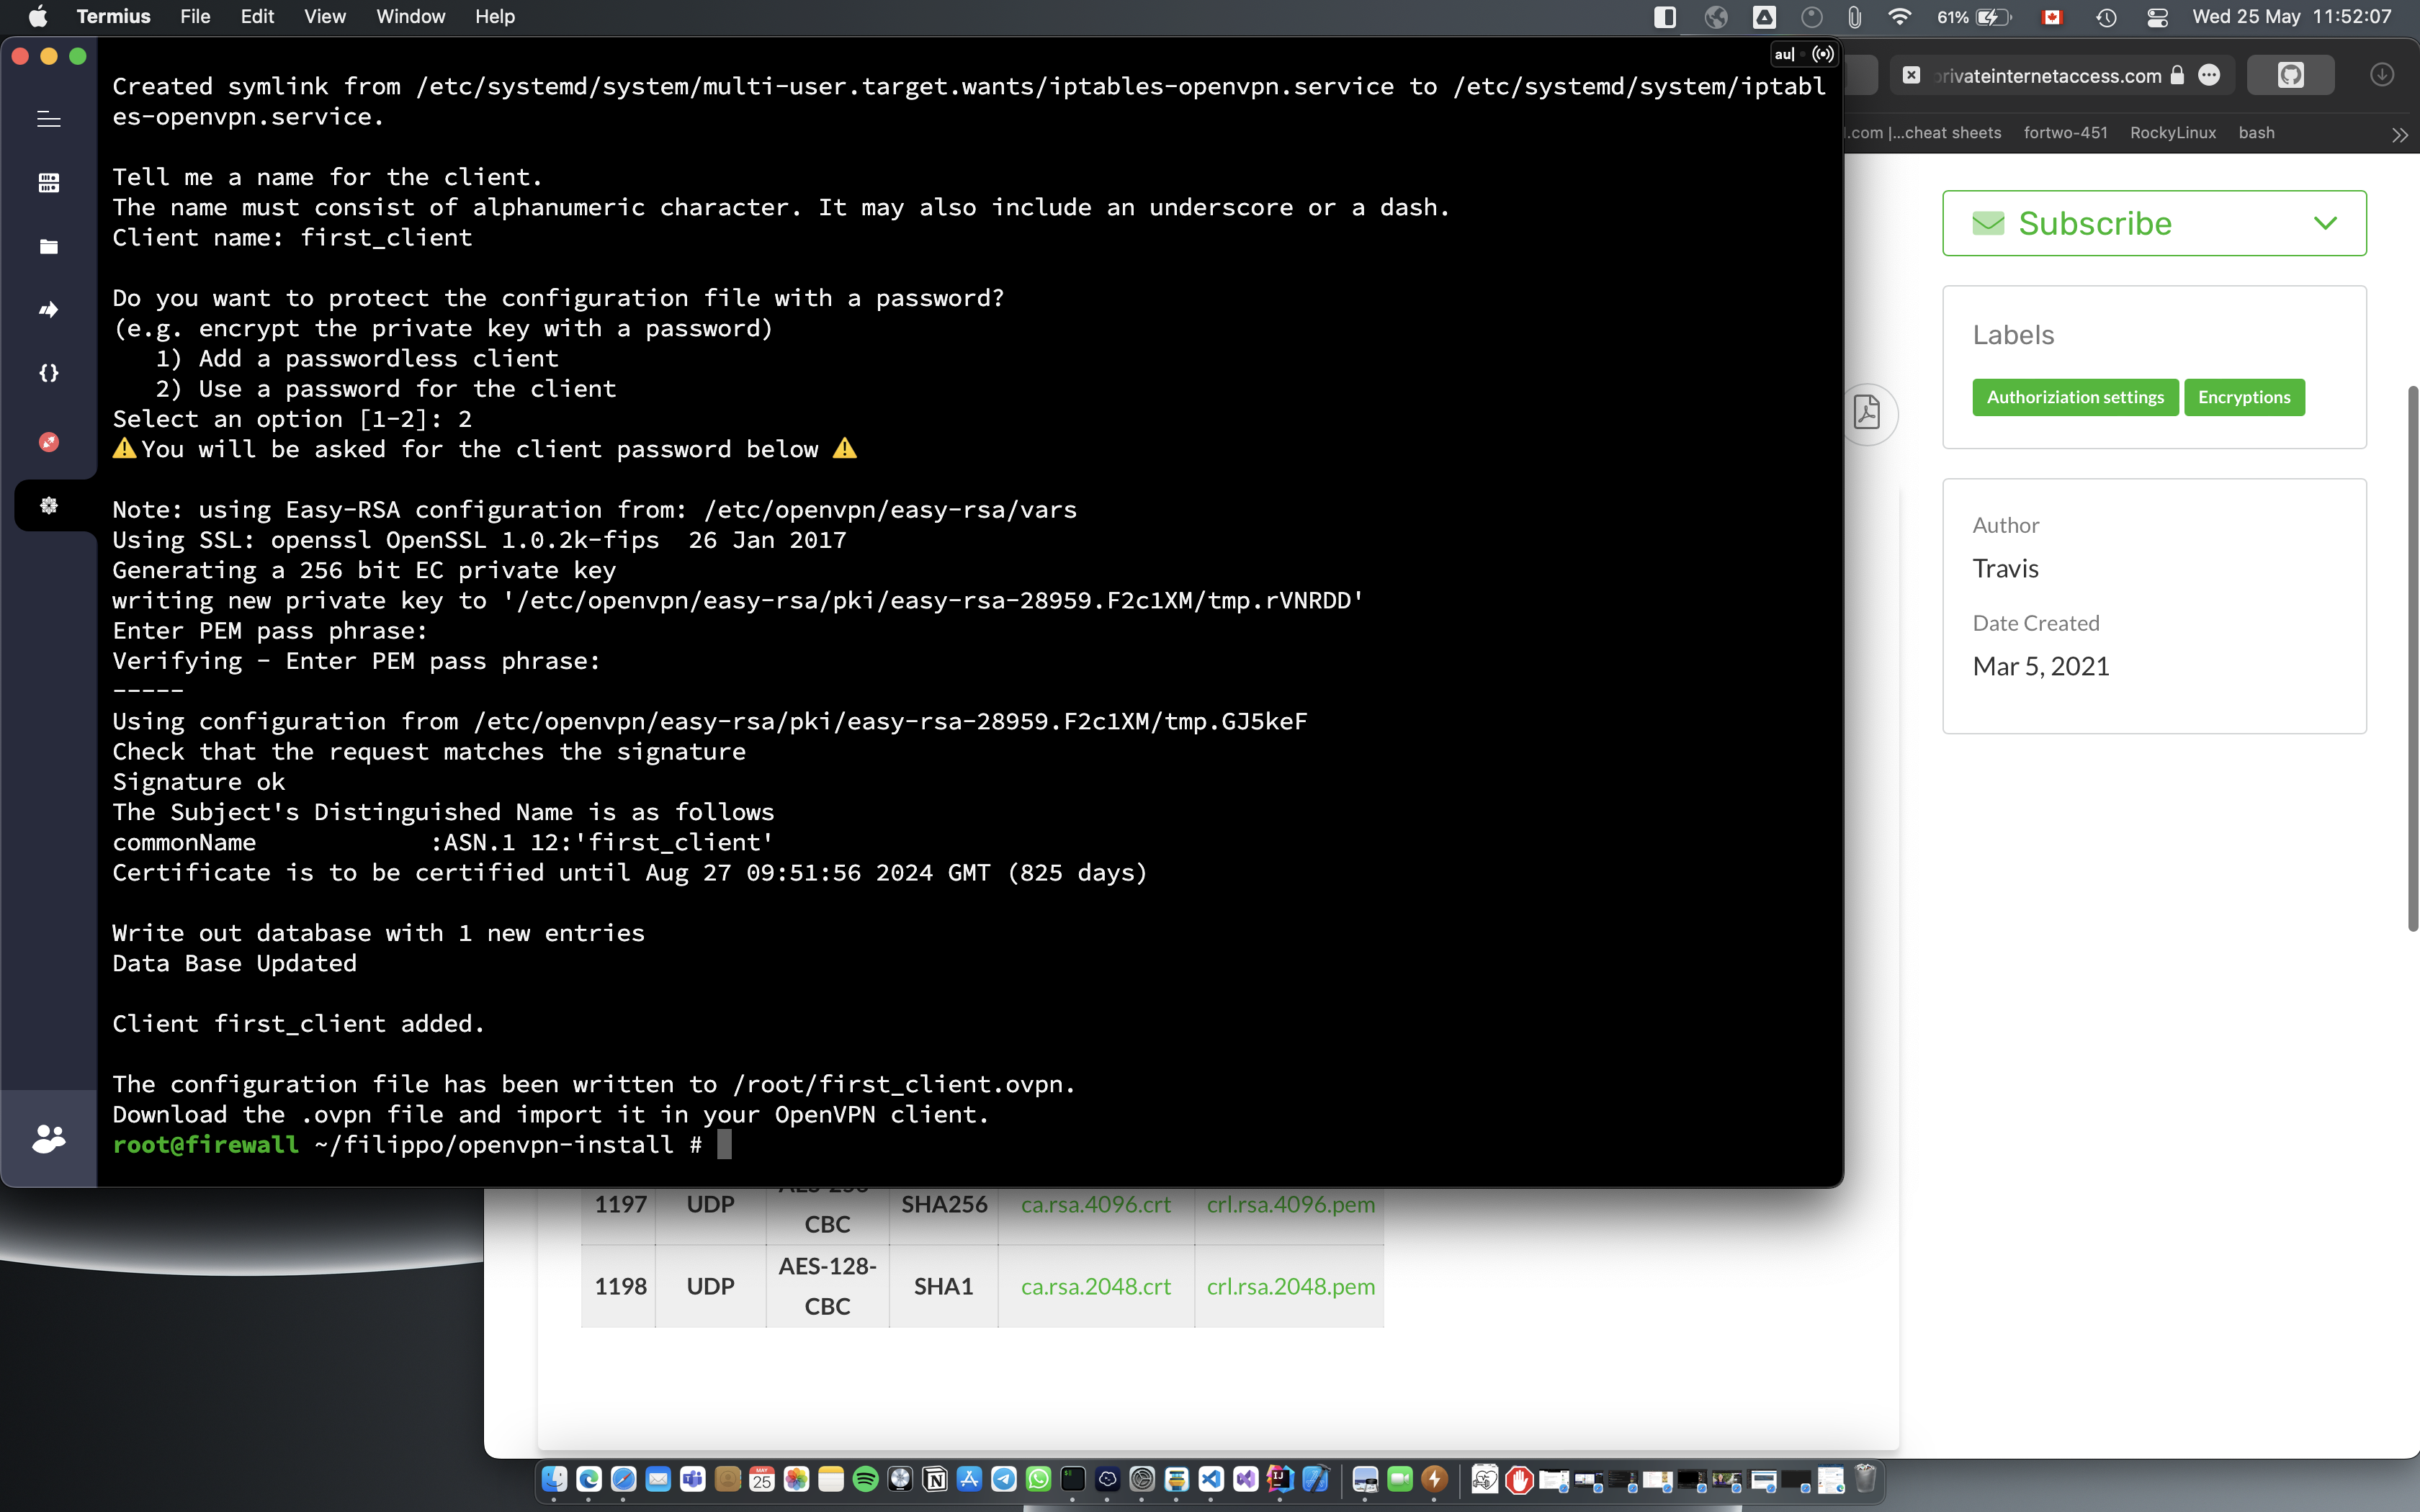 Termius File Edit View Window Help
61%
Wed 25 May 11:52:07
Created symlink from /etc/systemd/system/multi-user.target.wants/iptables-openvpn.service to /etc/systemd/system/iptabl
es-openvpn.service.
Tell me a name for the client.
The name must consist of alphanumeric character. It may also include an underscore or a dash.
Client name: first_client
Do you want to protect the configuration file with a password?
(e.g. encrypt the private key with a password)
1) Add a passwordless client
2) Use a password for the client
Select an option [1-2]: 2
⚠️You will be asked for the client password below ⚠️
Note: using Easy-RSA configuration from: /etc/openvpn/easy-rsa/vars
Using SSL: openssl OpenSSL 1.0.2k-fips  26 Jan 2017
Generating a 256 bit EC private key
writing new private key to '/etc/openvpn/easy-rsa/pki/easy-rsa-28959.F2c1XM/tmp.rVNRDD'
Enter PEM pass phrase:
Verifying - Enter PEM pass phrase:
-----
Using configuration from /etc/openvpn/easy-rsa/pki/easy-rsa-28959.F2c1XM/tmp.GJ5keF
Check that the request matches the signature
Signature ok
The Subject's Distinguished Name is as follows
commonName            :ASN.1 12:'first_client'
Certificate is to be certified until Aug 27 09:51:56 2024 GMT (825 days)
Write out database with 1 new entries
Data Base Updated
Client first_client added.
The configuration file has been written to /root/first_client.ovpn.
Download the .ovpn file and import it in your OpenVPN client.
root@firewall ~/filippo/openvpn-install #
au
privateinternetaccess.com
l.com |...cheat sheets fortwo-451 RockyLinux bash
Subscribe
Labels
Authoriziation settings Encryptions
Author
Travis
Date Created
Mar 5, 2021
1197 UDP AES-256-CBC SHA256 ca.rsa.4096.crt crl.rsa.4096.pem
1198 UDP AES-128-CBC SHA1 ca.rsa.2048.crt crl.rsa.2048.pem
MAY
25